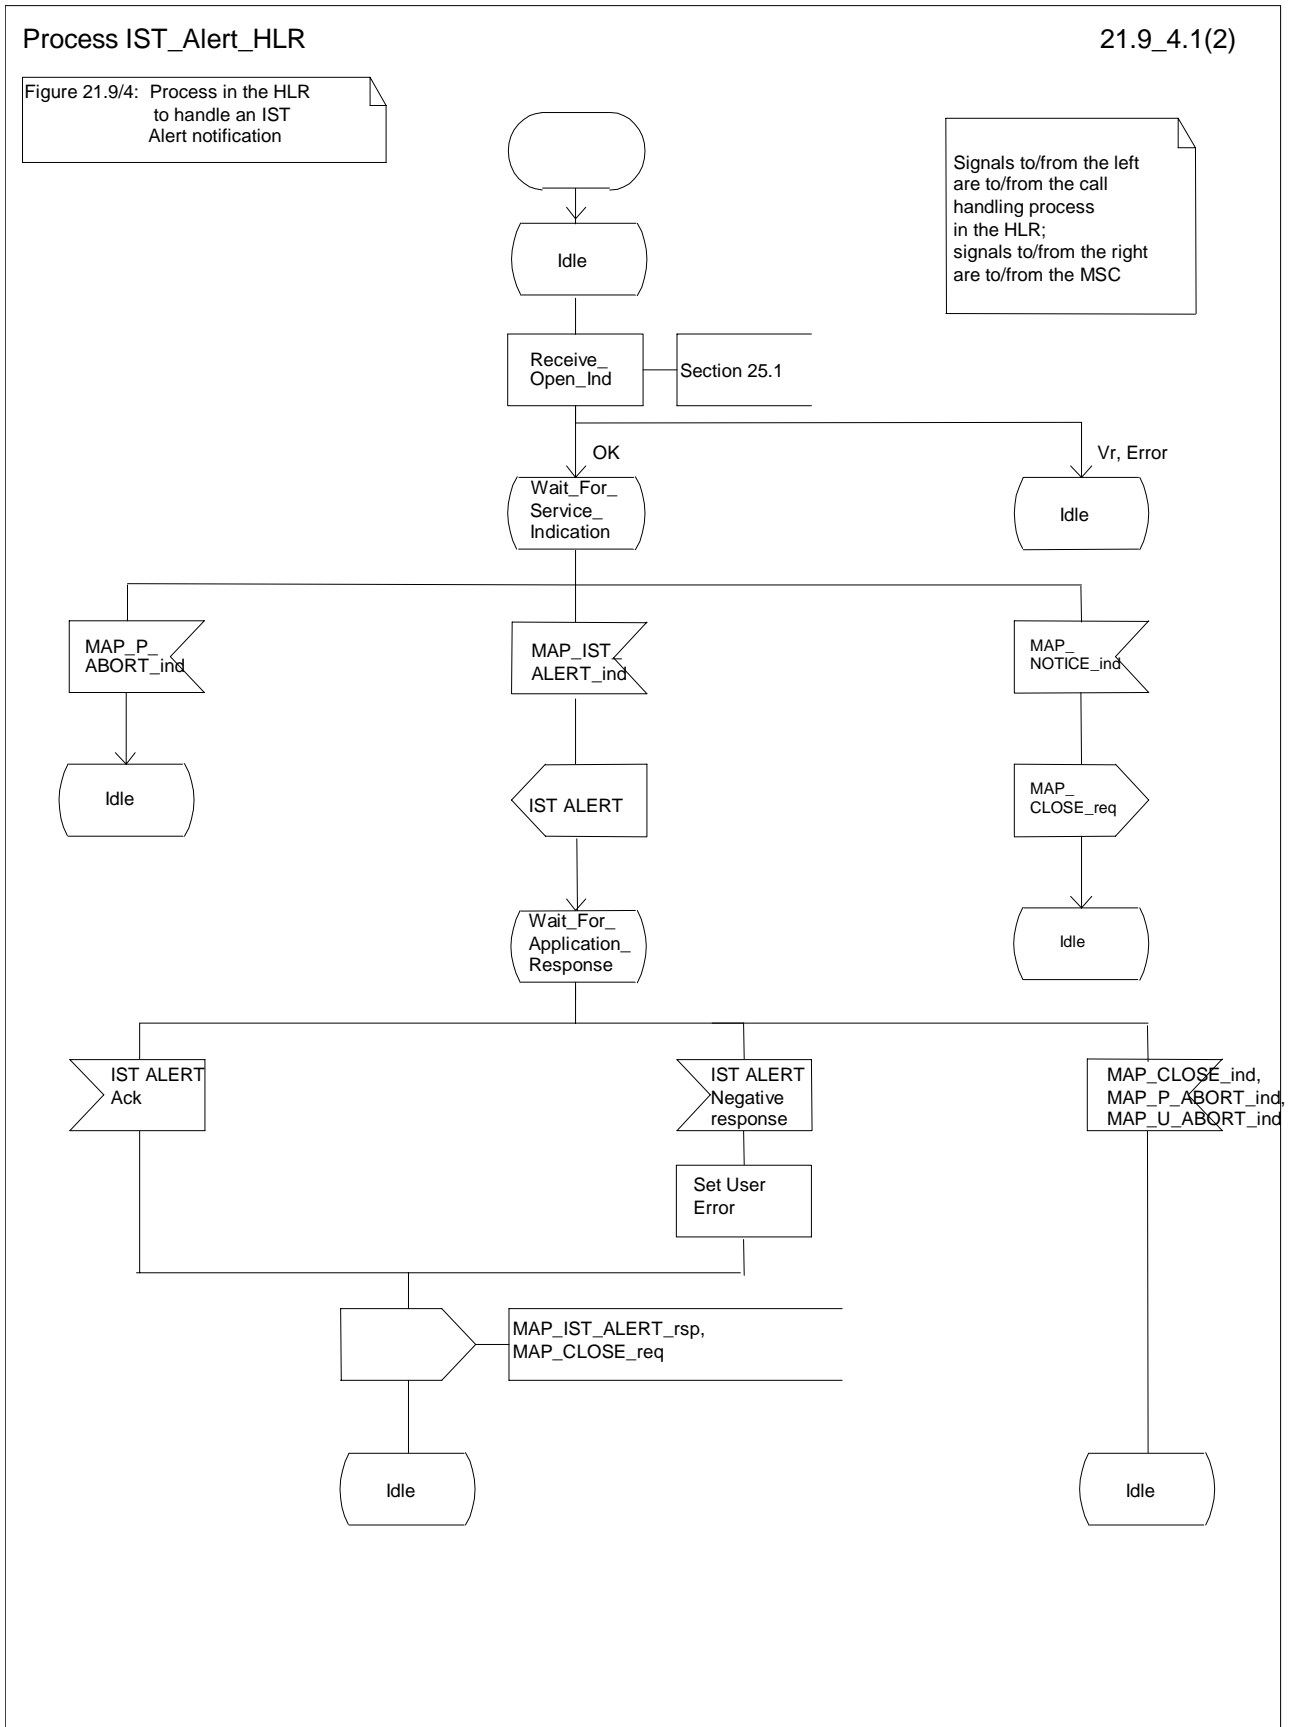 Process IST_Alert_HLR
21.9_4.1(2)
Figure 21.9/4: Process in the HLR
to handle an IST
Alert notification
Signals to/from the left
are to/from the call
handling process
in the HLR;
signals to/from the right
are to/from the MSC
Idle
Receive_
Open_Ind
Section 25.1
OK
Vr, Error
Wait_For_
Service_
Indication
Idle
MAP_P_
ABORT_ind
MAP_IST_
ALERT_ind
MAP_
NOTICE_ind
Idle
IST ALERT
MAP_
CLOSE_req
Wait_For_
Application_
Response
Idle
IST ALERT
Ack
IST ALERT
Negative
response
MAP_CLOSE_ind,
MAP_P_ABORT_ind,
MAP_U_ABORT_ind
Set User
Error
MAP_IST_ALERT_rsp,
MAP_CLOSE_req
Idle
Idle